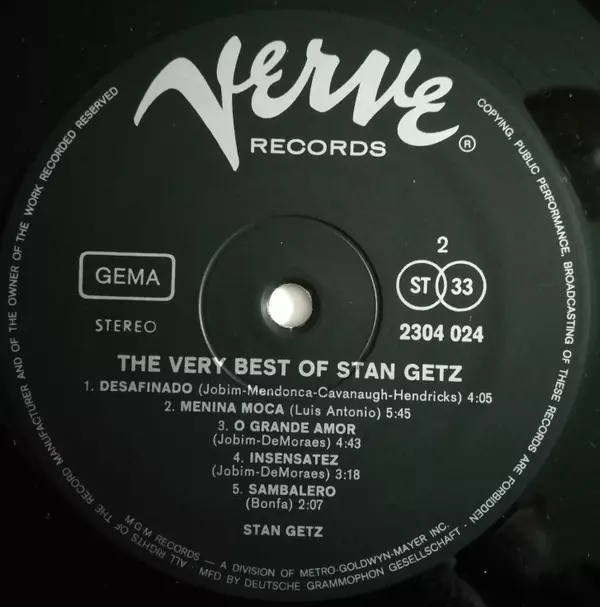 Verve
RECORDS ®
GEMA
STEREO
2
ST 33
2304 024
THE VERY BEST OF STAN GETZ
1. DESAFINADO (Jobim-Mendonca-Cavanaugh-Hendricks) 4:05
2. MENINA MOCA (Luis Antonio) 5:45
3. O GRANDE AMOR
(Jobim-DeMoraes) 4:43
4. INSENSATEZ
(Jobim-DeMoraes) 3:18
5. SAMBALERO
(Bonfa) 2:07
STAN GETZ
ALL RIGHTS OF THE RECORD MANUFACTURER AND OF THE OWNER OF THE WORK RECORDED RESERVED
COPYING, PUBLIC PERFORMANCE, BROADCASTING OF THESE RECORDS ARE FORBIDDEN
M.G.M. RECORDS — A DIVISION OF METRO-GOLDWYN-MAYER INC.
MFD BY DEUTSCHE GRAMMOPHON GESELLSCHAFT ·